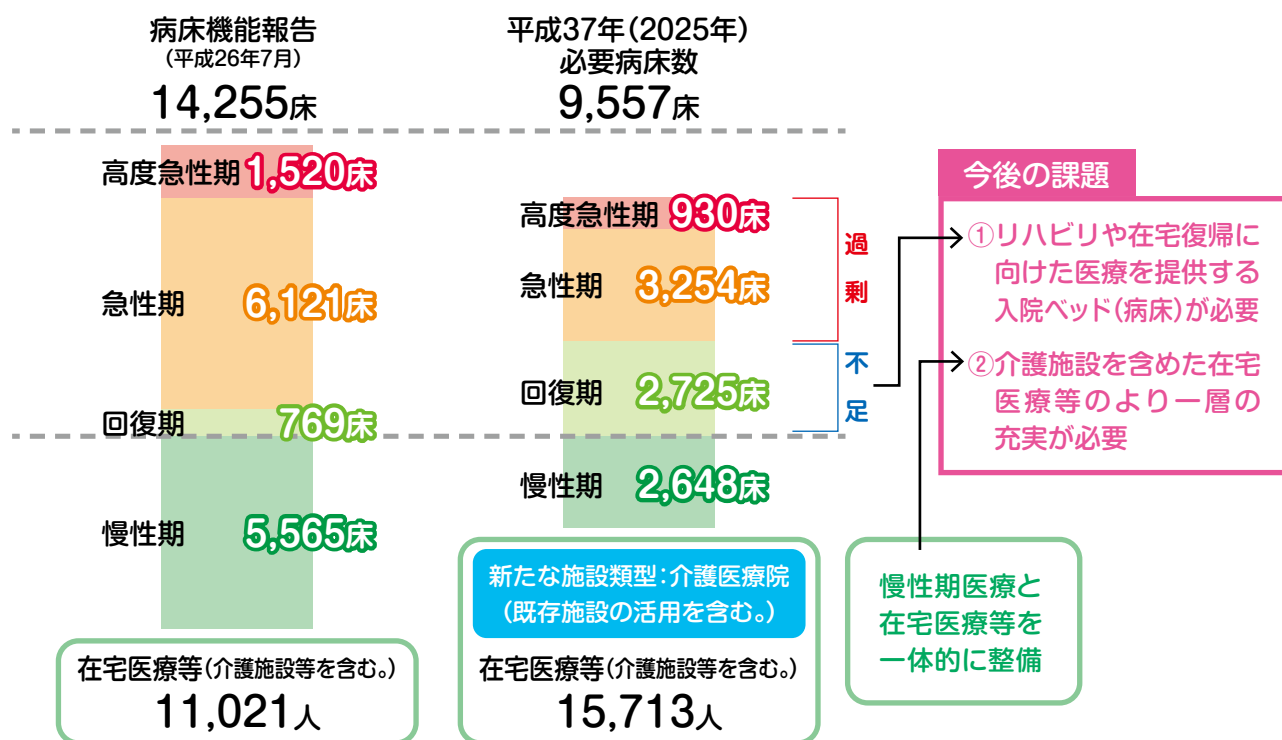 病床機能報告
(平成26年7月)
14,255床
高度急性期 1,520床
急性期 6,121床
回復期 769床
慢性期 5,565床
在宅医療等(介護施設等を含む。)
11,021人
平成37年(2025年)
必要病床数
9,557床
高度急性期 930床
急性期 3,254床
回復期 2,725床
慢性期 2,648床
過剰
不足
新たな施設類型:介護医療院
(既存施設の活用を含む。)
在宅医療等(介護施設等を含む。)
15,713人
今後の課題
①リハビリや在宅復帰に
向けた医療を提供する
入院ベッド(病床)が必要
②介護施設を含めた在宅
医療等のより一層の
充実が必要
慢性期医療と
在宅医療等を
一体的に整備